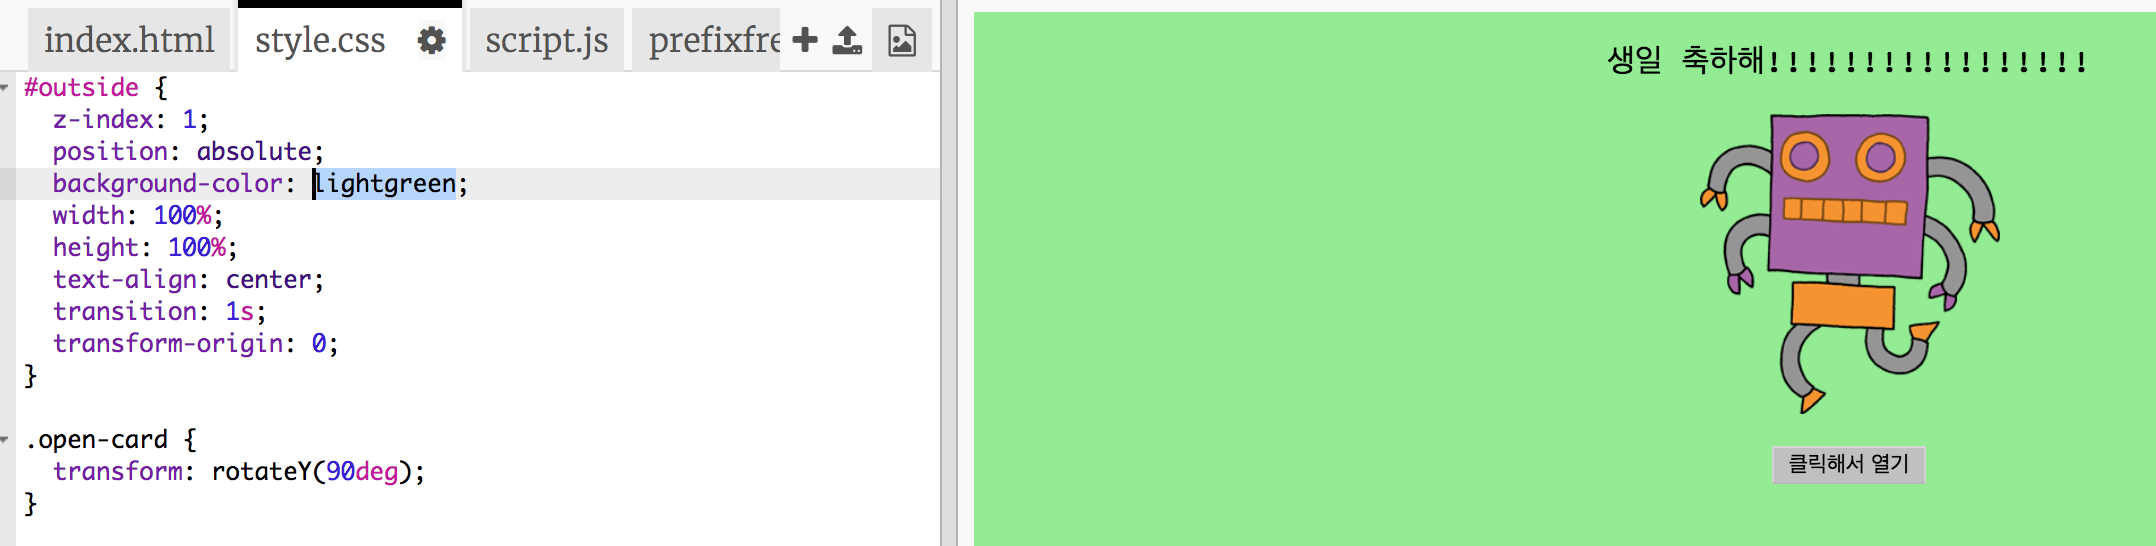 index.html style.css script.js prefixfre
#outside {
z-index: 1;
position: absolute;
background-color: lightgreen;
width: 100%;
height: 100%;
text-align: center;
transition: 1s;
transform-origin: 0;
}
.open-card {
transform: rotateY(90deg);
}
생일 축하해!!!!!!!!!!!!!!!!!
클릭해서 열기